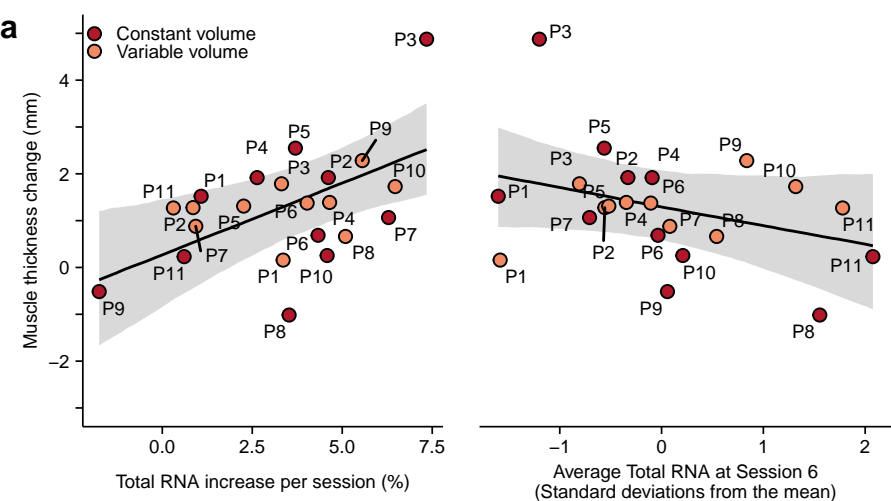 a
Constant volume
Variable volume
Muscle thickness change (mm)
4
2
0
−2
P3
P5
P9
P4
P3
P2
P10
P1
P11
P2
P5
P6
P4
P7
P7
P6
P8
P11
P1
P10
P9
P8
0.0
2.5
5.0
7.5
Total RNA increase per session (%)
P3
P5
P9
P2
P4
P3
P10
P6
P1
P5
P7
P4
P7
P8
P11
P2
P6
P11
P1
P10
P9
P8
−1
0
1
2
Average Total RNA at Session 6
(Standard deviations from the mean)